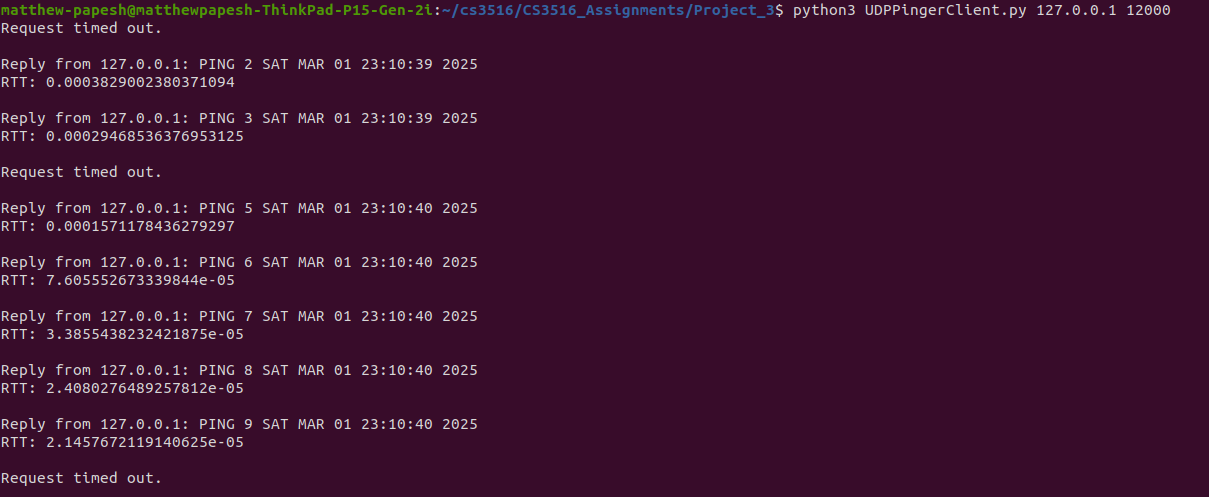 matthew-papesh@matthewpapesh-ThinkPad-P15-Gen-2i:~/cs3516/CS3516_Assignments/Project_3$ python3 UDPPingerClient.py 127.0.0.1 12000
Request timed out.
Reply from 127.0.0.1: PING 2 SAT MAR 01 23:10:39 2025
RTT: 0.0003829002380371094
Reply from 127.0.0.1: PING 3 SAT MAR 01 23:10:39 2025
RTT: 0.00029468536376953125
Request timed out.
Reply from 127.0.0.1: PING 5 SAT MAR 01 23:10:40 2025
RTT: 0.0001571178436279297
Reply from 127.0.0.1: PING 6 SAT MAR 01 23:10:40 2025
RTT: 7.605552673339844e-05
Reply from 127.0.0.1: PING 7 SAT MAR 01 23:10:40 2025
RTT: 3.3855438232421875e-05
Reply from 127.0.0.1: PING 8 SAT MAR 01 23:10:40 2025
RTT: 2.4080276489257812e-05
Reply from 127.0.0.1: PING 9 SAT MAR 01 23:10:40 2025
RTT: 2.1457672119140625e-05
Request timed out.